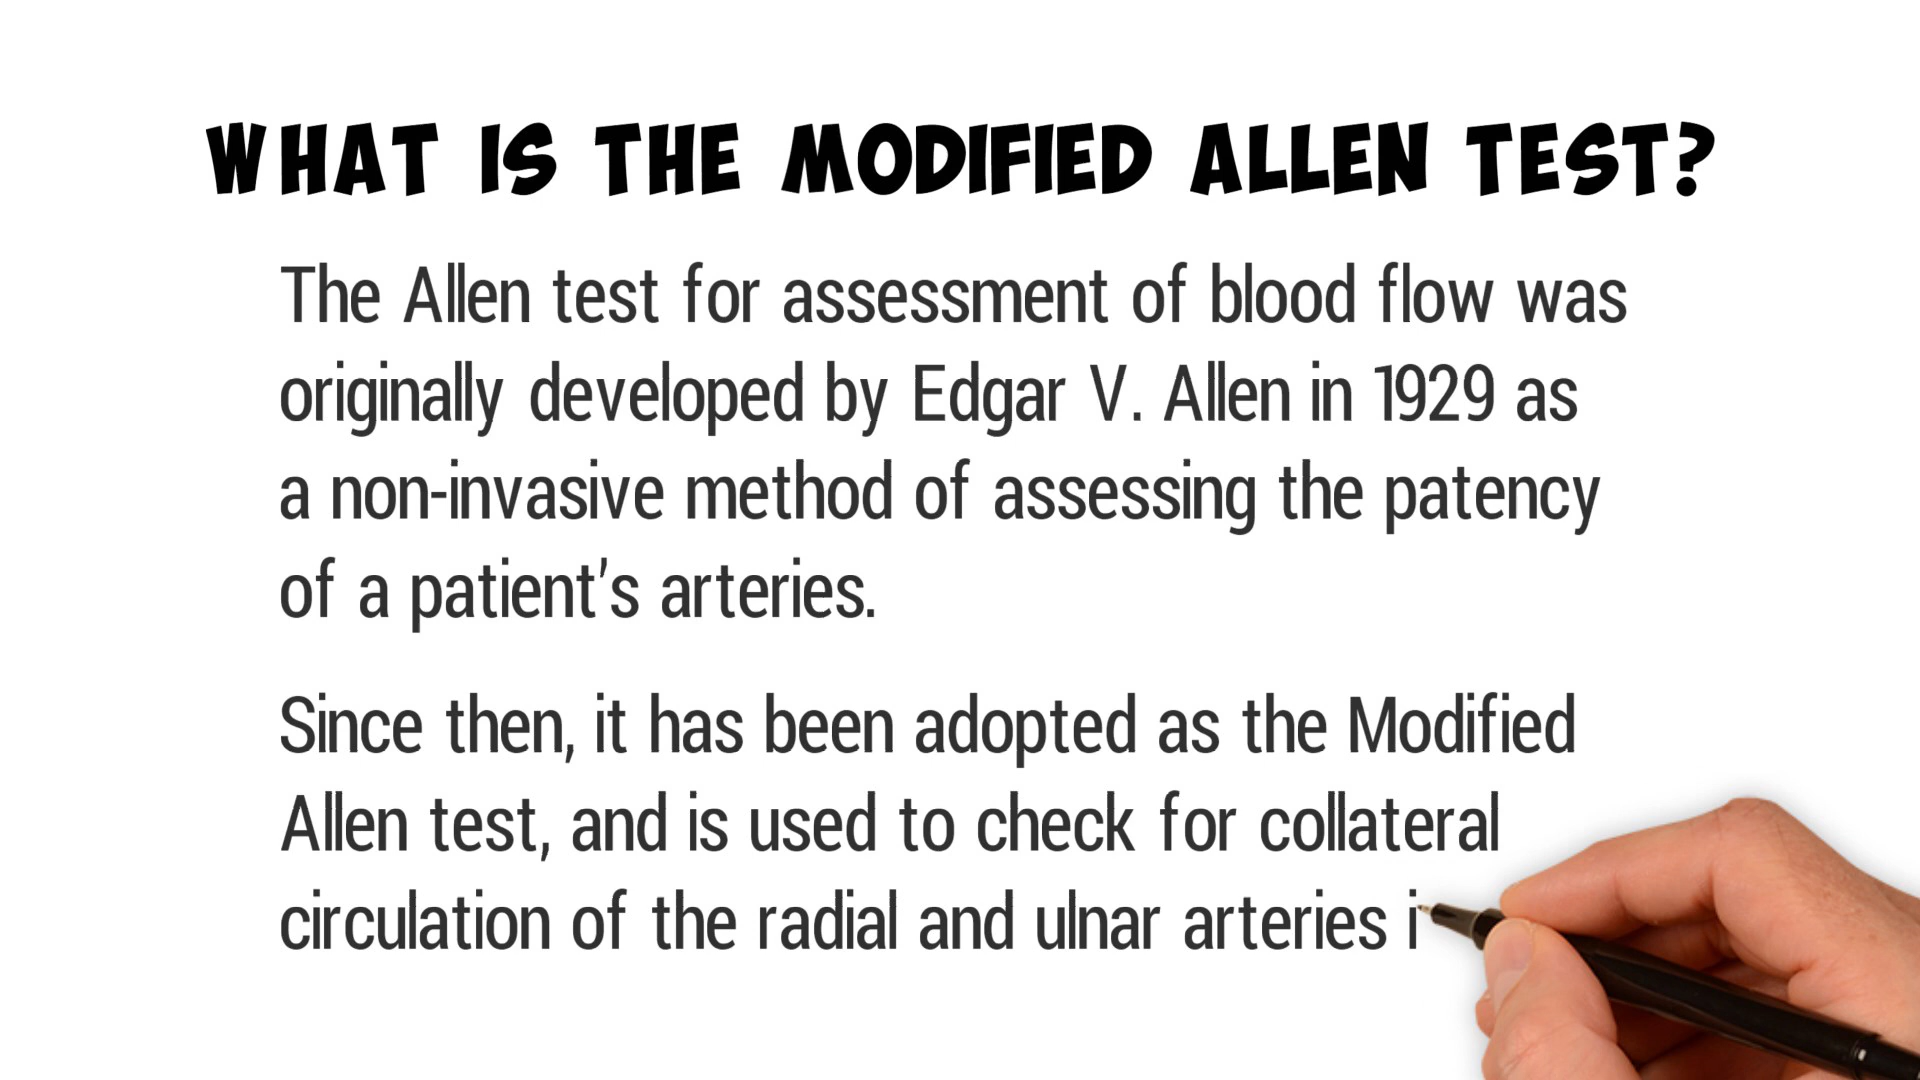 WHAT IS THE MODIFIED ALLEN TEST?
The Allen test for assessment of blood flow was
originally developed by Edgar V. Allen in 1929 as
a non-invasive method of assessing the patency
of a patient's arteries.
Since then, it has been adopted as the Modified
Allen test, and is used to check for collateral
circulation of the radial and ulnar arteries i